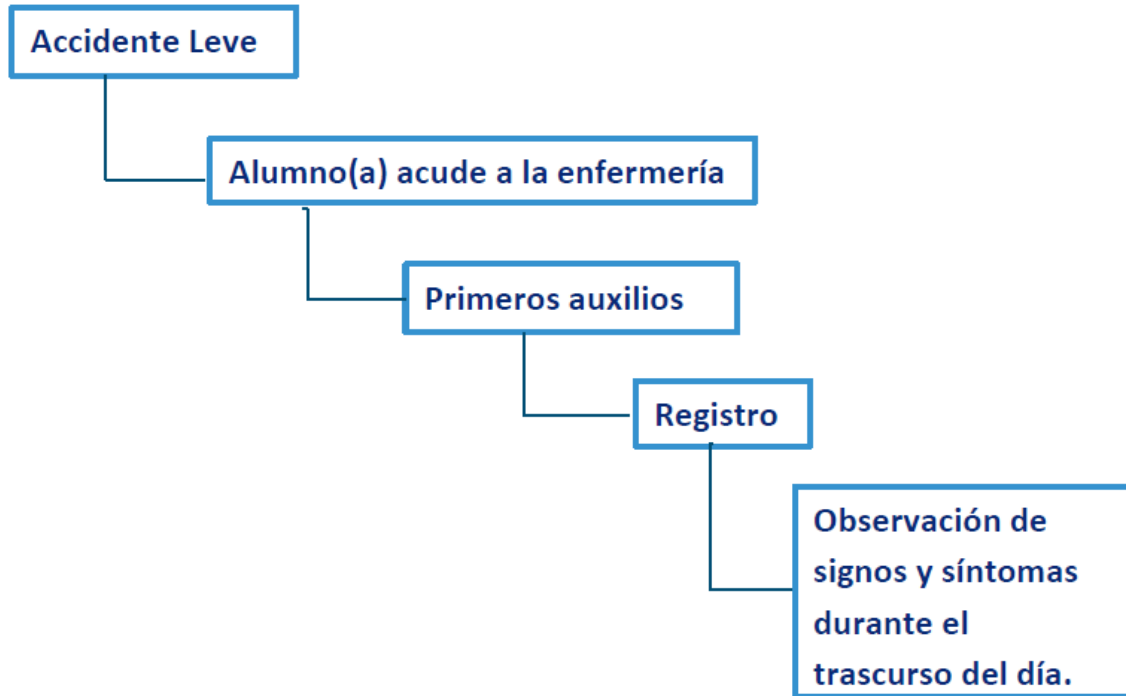 Accidente Leve
Alumno(a) acude a la enfermería
Primeros auxilios
Registro
Observación de
signos y síntomas
durante el
trascurso del día.